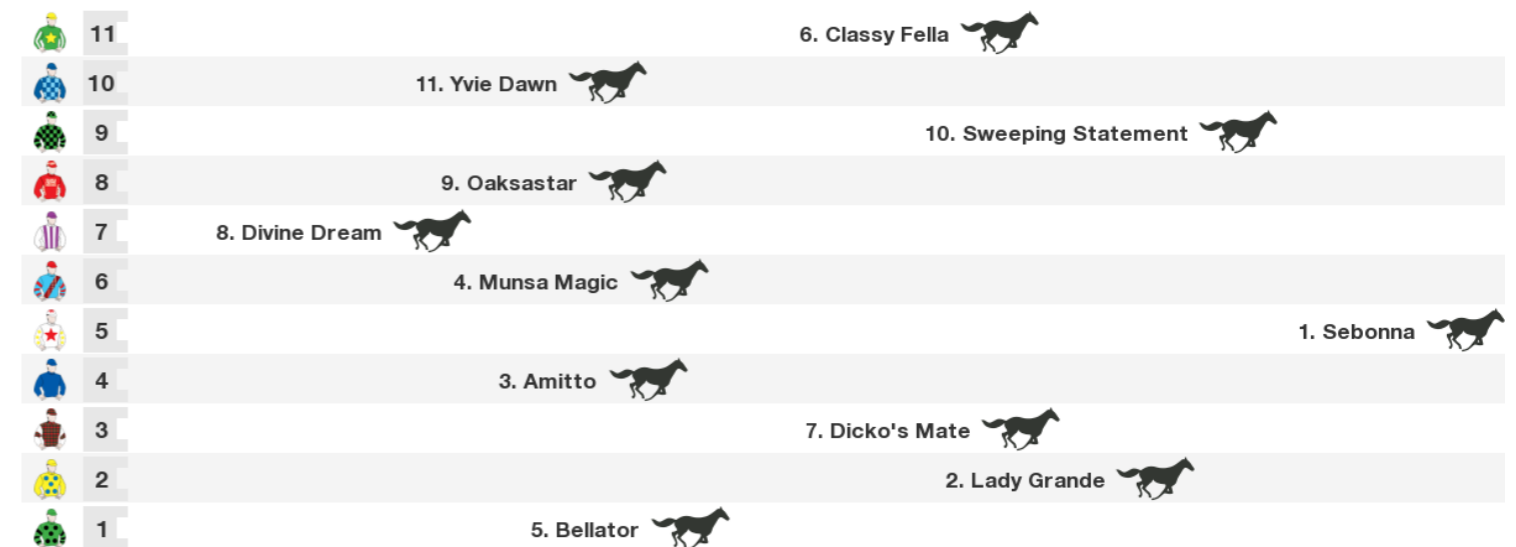 11 6. Classy Fella
10 11. Yvie Dawn
9 10. Sweeping Statement
8 9. Oaksastar
7 8. Divine Dream
6 4. Munsa Magic
5 1. Sebonna
4 3. Amitto
3 7. Dicko's Mate
2 2. Lady Grande
1 5. Bellator